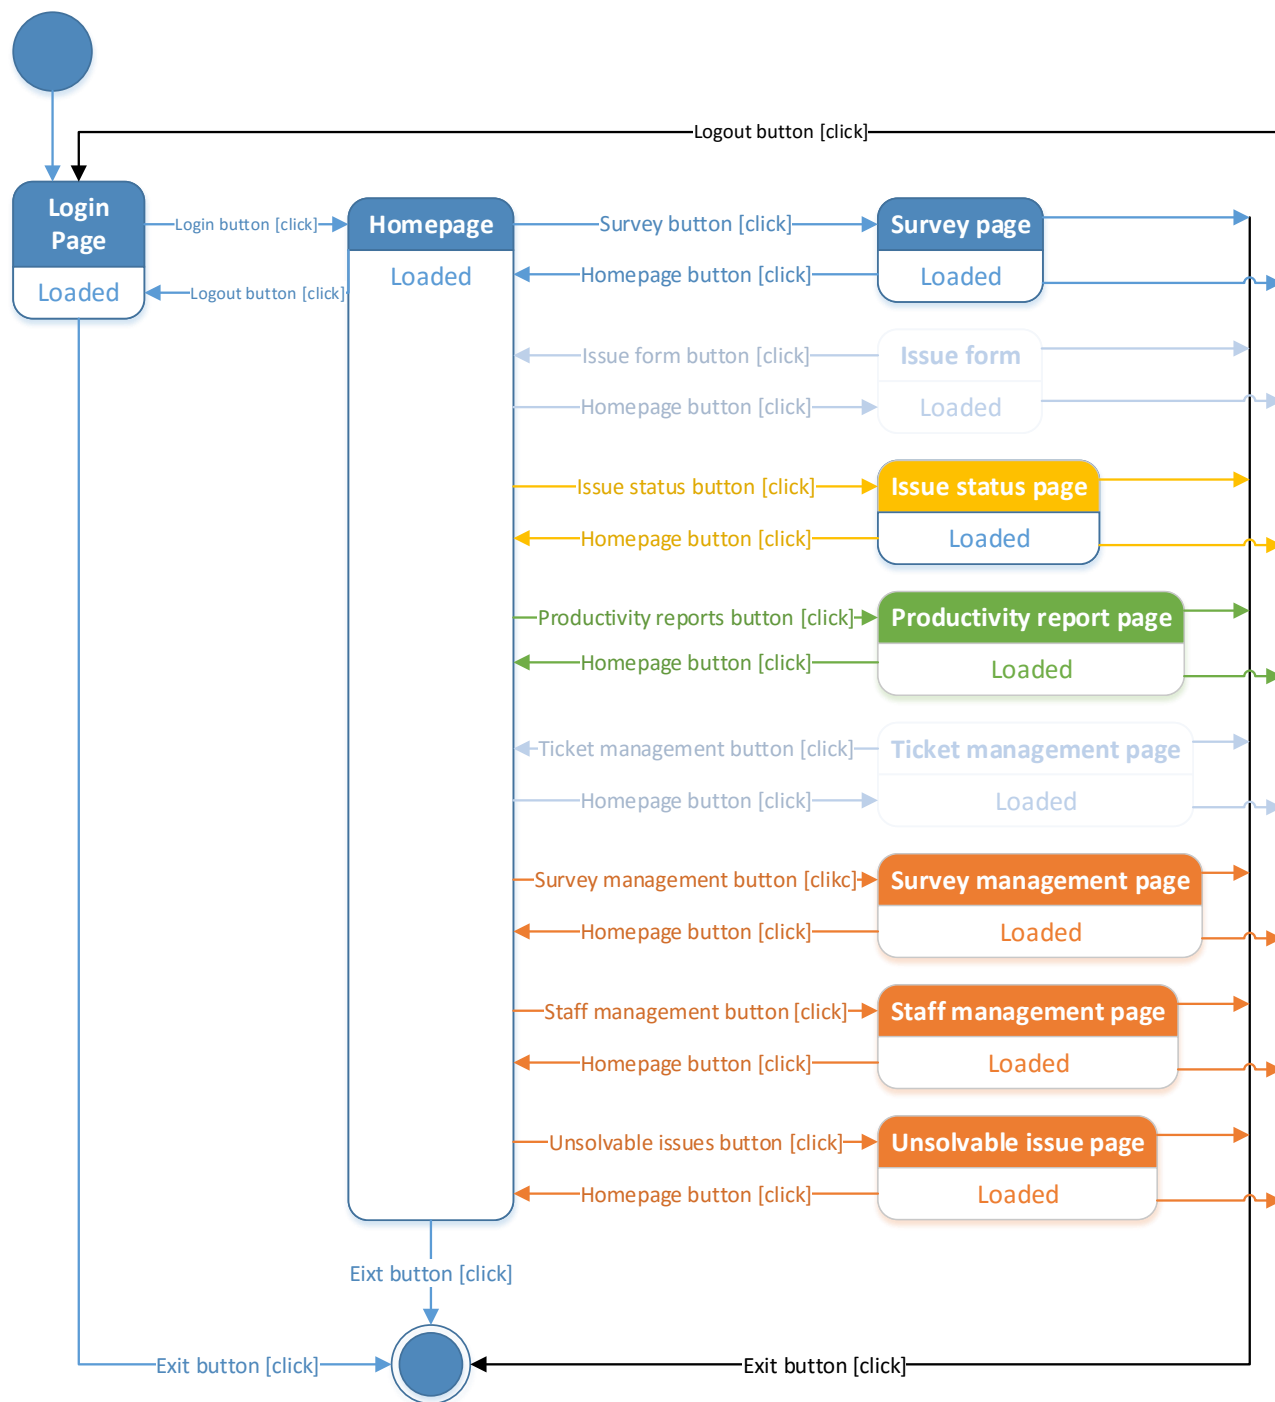 Logout button [click]
Login
Page
Loaded
Login button [click]
Logout button [click]
Homepage
Loaded
Survey button [click]
Homepage button [click]
Survey page
Loaded
Issue form button [click]
Homepage button [click]
Issue form
Loaded
Issue status button [click]
Homepage button [click]
Issue status page
Loaded
Productivity reports button [click]
Homepage button [click]
Productivity report page
Loaded
Ticket management button [click]
Homepage button [click]
Ticket management page
Loaded
Survey management button [clikc]
Homepage button [click]
Survey management page
Loaded
Staff management button [click]
Homepage button [click]
Staff management page
Loaded
Unsolvable issues button [click]
Homepage button [click]
Unsolvable issue page
Loaded
Eixt button [click]
Exit button [click]
Exit button [click]